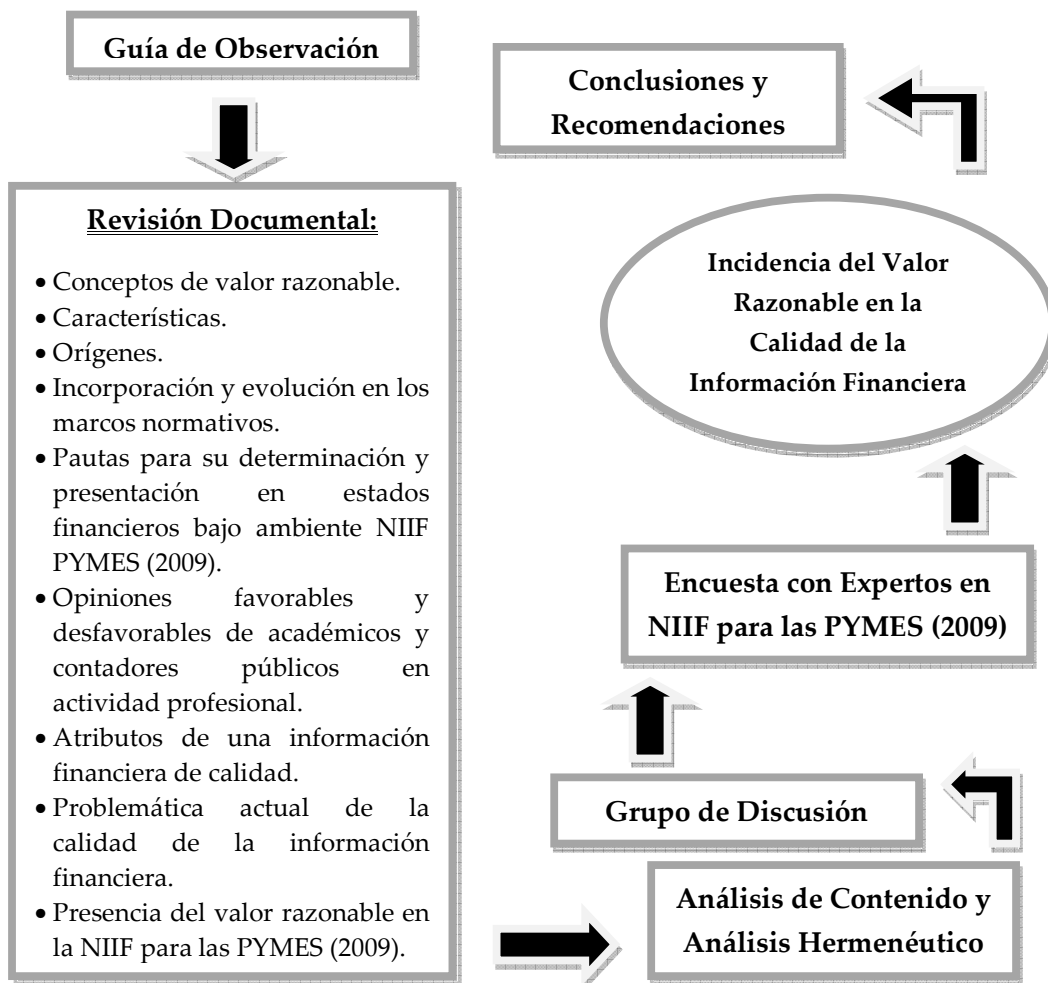 Guía de Observación
Revisión Documental:
• Conceptos de valor razonable.
• Características.
• Orígenes.
• Incorporación y evolución en los
marcos normativos.
• Pautas para su determinación y
presentación en estados
financieros bajo ambiente NIIF
PYMES (2009).
• Opiniones favorables y
desfavorables de académicos y
contadores públicos en
actividad profesional.
• Atributos de una información
financiera de calidad.
• Problemática actual de la
calidad de la información
financiera.
• Presencia del valor razonable en
la NIIF para las PYMES (2009).
Análisis de Contenido y
Análisis Hermenéutico
Grupo de Discusión
Encuesta con Expertos en
NIIF para las PYMES (2009)
Incidencia del Valor
Razonable en la
Calidad de la
Información Financiera
Conclusiones y
Recomendaciones